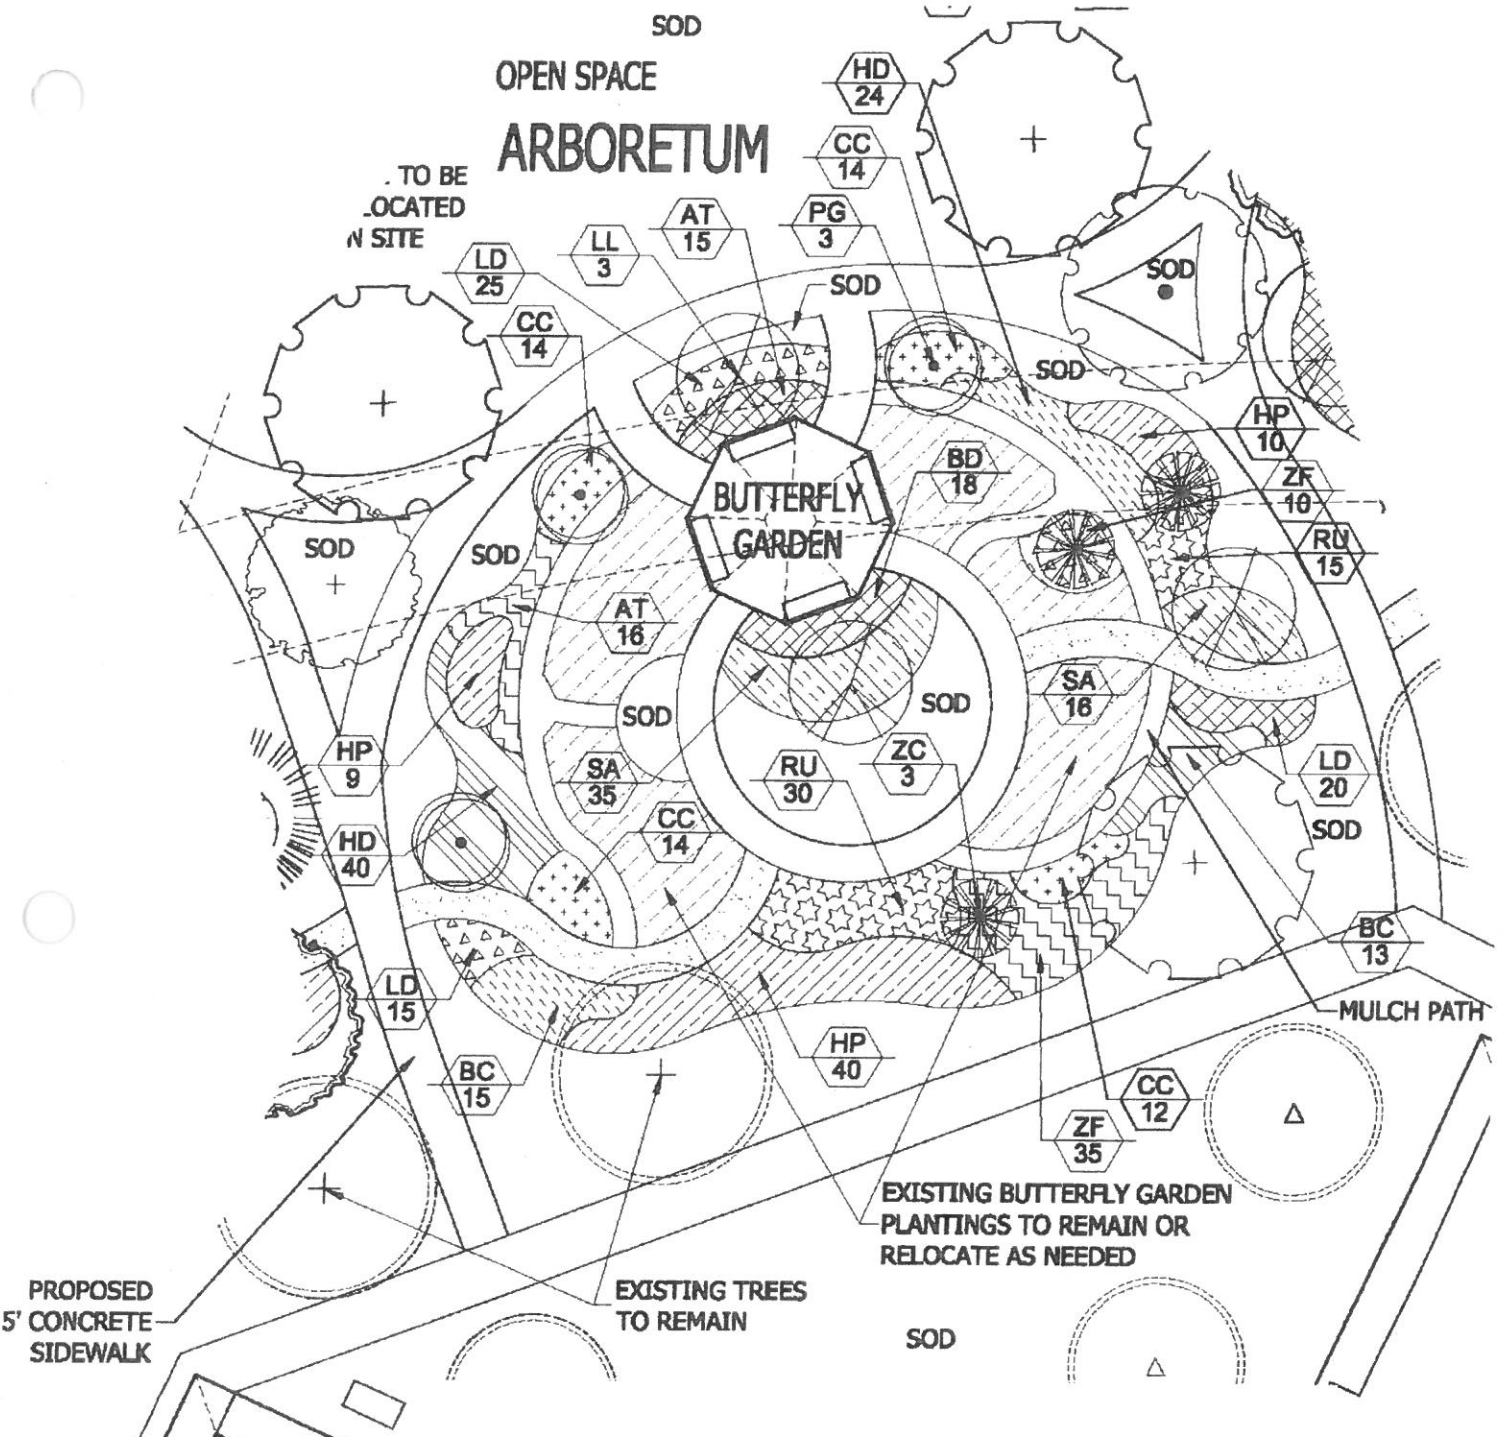 SOD
OPEN SPACE
ARBORETUM
HD
24
CC
14
. TO BE
OCATED
N SITE
AT
15
PG
3
LL
3
LD
25
SOD
SOD
CC
14
SOD
HP
10
BD
18
ZF
10
BUTTERFLY
GARDEN
SOD
SOD
RU
15
AT
16
SA
16
SOD
SOD
HP
9
SA
35
RU
30
ZC
3
LD
20
CC
14
SOD
HD
40
BC
13
LD
15
MULCH PATH
HP
40
BC
15
CC
12
ZF
35
EXISTING BUTTERFLY GARDEN
PLANTINGS TO REMAIN OR
RELOCATE AS NEEDED
PROPOSED
5' CONCRETE
SIDEWALK
EXISTING TREES
TO REMAIN
SOD